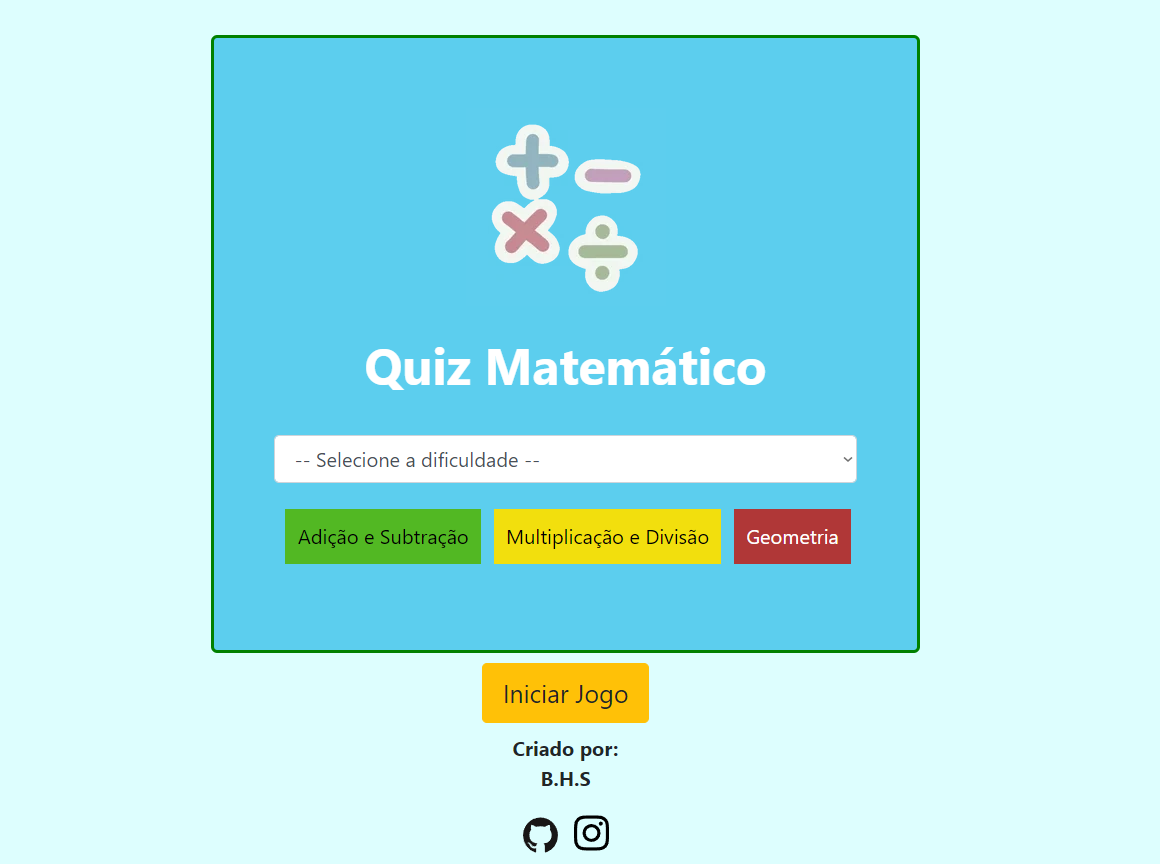 Quiz Matemático
-- Selecione a dificuldade --
Adição e Subtração Multiplicação e Divisão Geometria
Iniciar Jogo
Criado por:
B.H.S